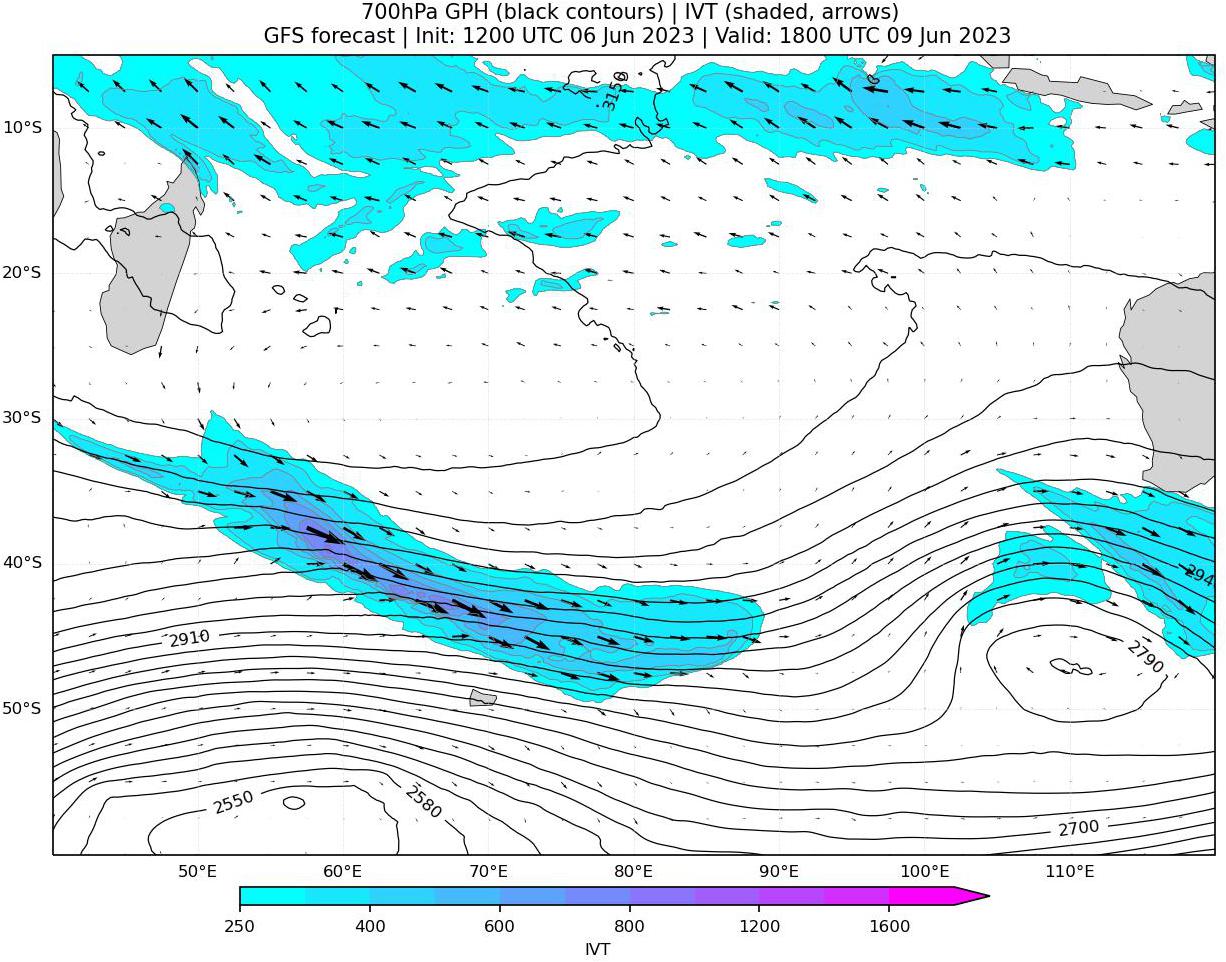 700hPa GPH (black contours) | IVT (shaded, arrows)
GFS forecast | Init: 1200 UTC 06 Jun 2023 | Valid: 1800 UTC 09 Jun 2023
10°S
20°S
30°S
40°S
2910
2790
50°S
2550
2580
2700
50°E 60°E 70°E 80°E 90°E 100°E 110°E
250 400 600 800 1200 1600
IVT